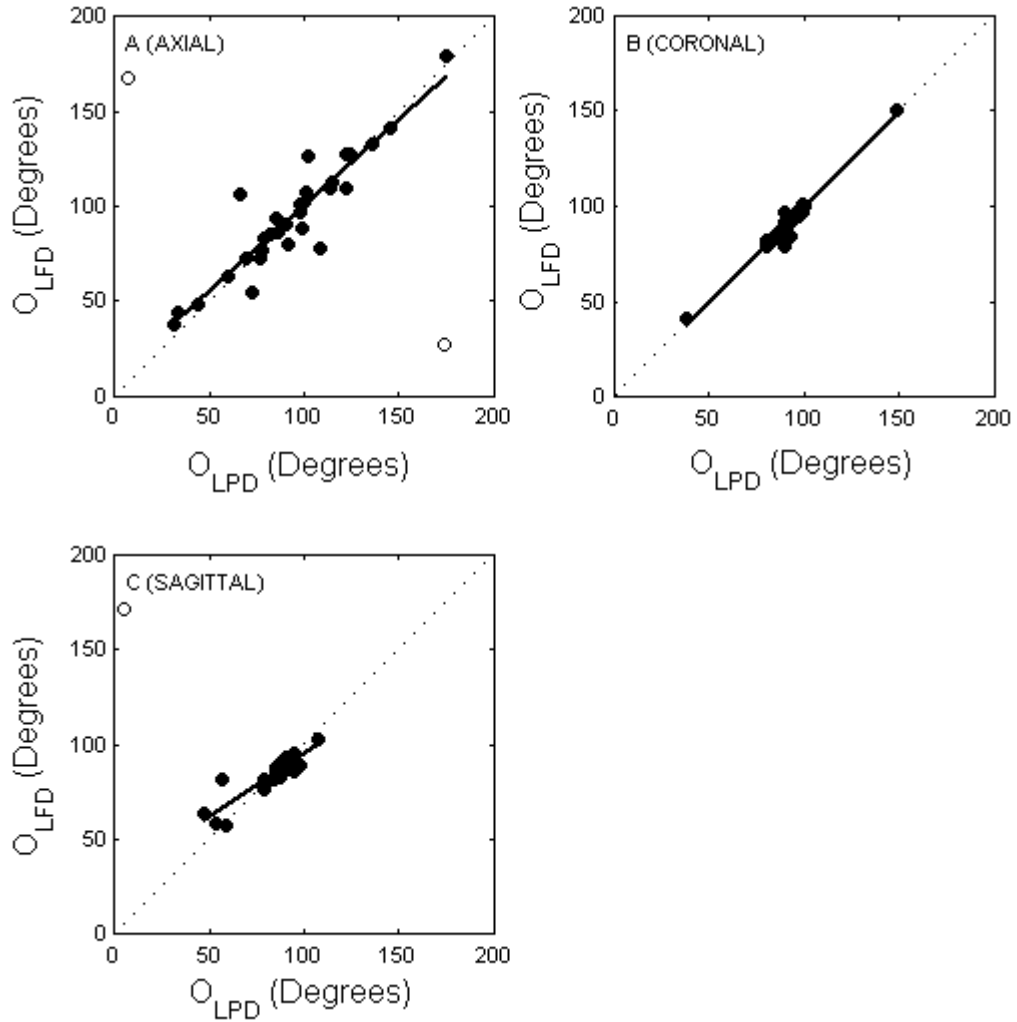 A (AXIAL)
200
150
100
50
0
0 50 100 150 200
O_LFD (Degrees)
O_LPD (Degrees)
B (CORONAL)
200
150
100
50
0
0 50 100 150 200
O_LFD (Degrees)
O_LPD (Degrees)
C (SAGITTAL)
200
150
100
50
0
0 50 100 150 200
O_LFD (Degrees)
O_LPD (Degrees)